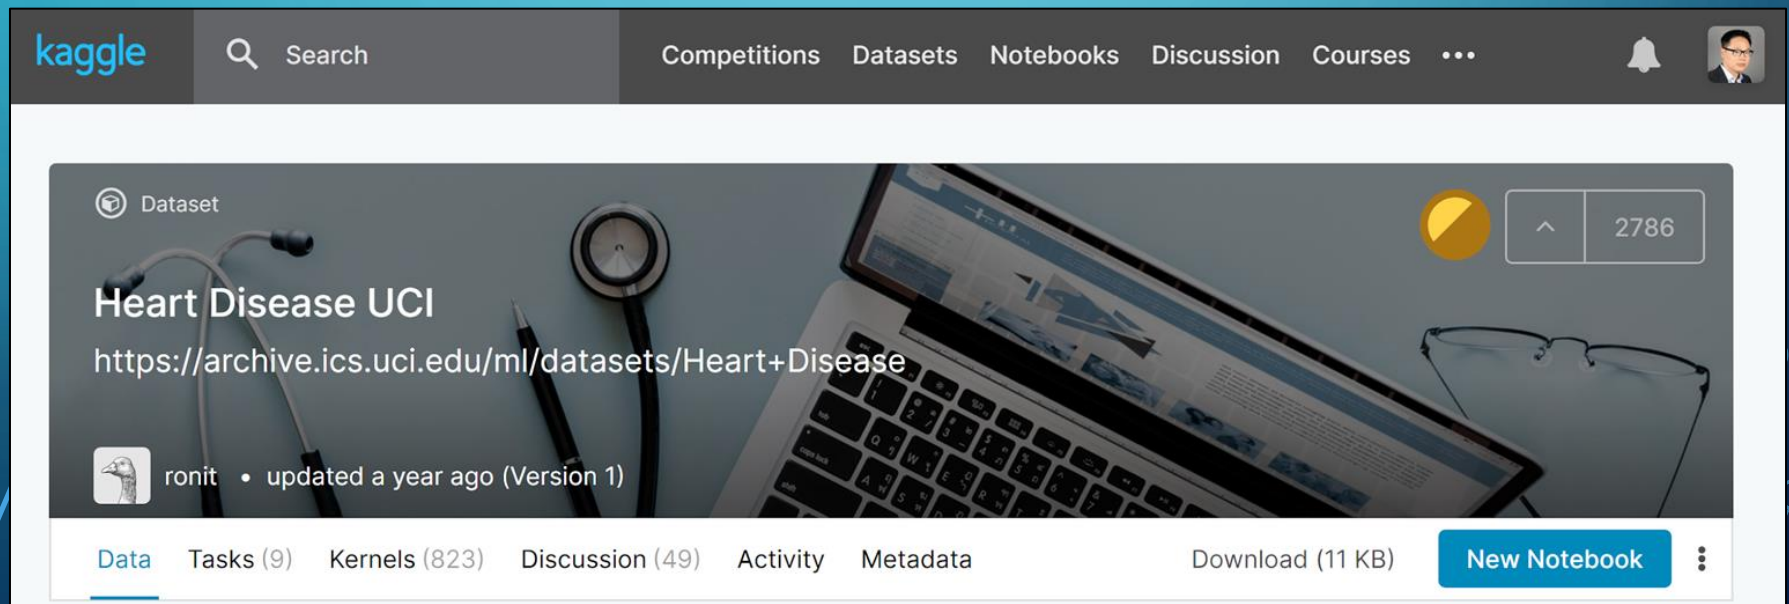 kaggle Search Competitions Datasets Notebooks Discussion Courses •••
Dataset
2786
Heart Disease UCI
https://archive.ics.uci.edu/ml/datasets/Heart+Disease
ronit • updated a year ago (Version 1)
Data Tasks (9) Kernels (823) Discussion (49) Activity Metadata Download (11 KB) New Notebook